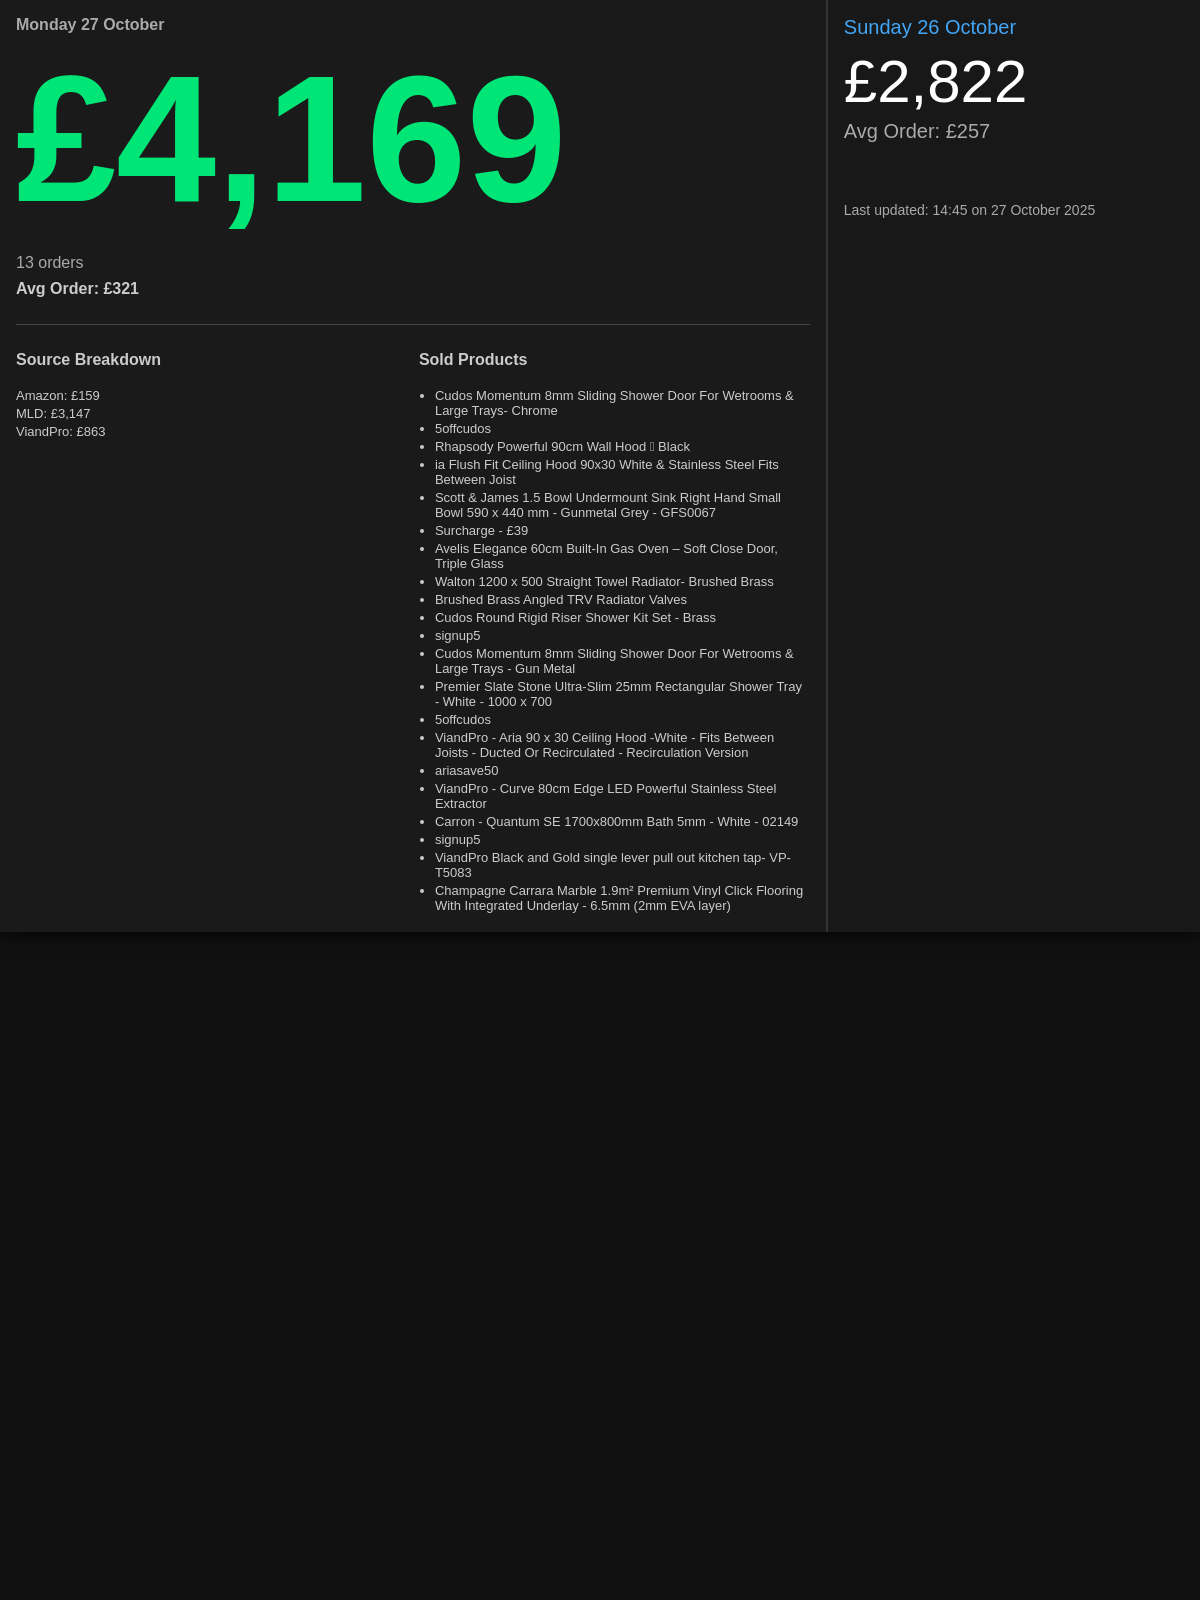 Monday 27 October
£4,169
13 orders
Avg Order: £321
Source Breakdown
Amazon: £159
MLD: £3,147
ViandPro: £863
Sold Products
Cudos Momentum 8mm Sliding Shower Door For Wetrooms &
Large Trays- Chrome
5offcudos
Rhapsody Powerful 90cm Wall Hood ▯ Black
ia Flush Fit Ceiling Hood 90x30 White & Stainless Steel Fits
Between Joist
Scott & James 1.5 Bowl Undermount Sink Right Hand Small
Bowl 590 x 440 mm - Gunmetal Grey - GFS0067
Surcharge - £39
Avelis Elegance 60cm Built-In Gas Oven – Soft Close Door,
Triple Glass
Walton 1200 x 500 Straight Towel Radiator- Brushed Brass
Brushed Brass Angled TRV Radiator Valves
Cudos Round Rigid Riser Shower Kit Set - Brass
signup5
Cudos Momentum 8mm Sliding Shower Door For Wetrooms &
Large Trays - Gun Metal
Premier Slate Stone Ultra-Slim 25mm Rectangular Shower Tray
- White - 1000 x 700
5offcudos
ViandPro - Aria 90 x 30 Ceiling Hood -White - Fits Between
Joists - Ducted Or Recirculated - Recirculation Version
ariasave50
ViandPro - Curve 80cm Edge LED Powerful Stainless Steel
Extractor
Carron - Quantum SE 1700x800mm Bath 5mm - White - 02149
signup5
ViandPro Black and Gold single lever pull out kitchen tap- VP-
T5083
Champagne Carrara Marble 1.9m² Premium Vinyl Click Flooring
With Integrated Underlay - 6.5mm (2mm EVA layer)
Sunday 26 October
£2,822
Avg Order: £257
Last updated: 14:45 on 27 October 2025